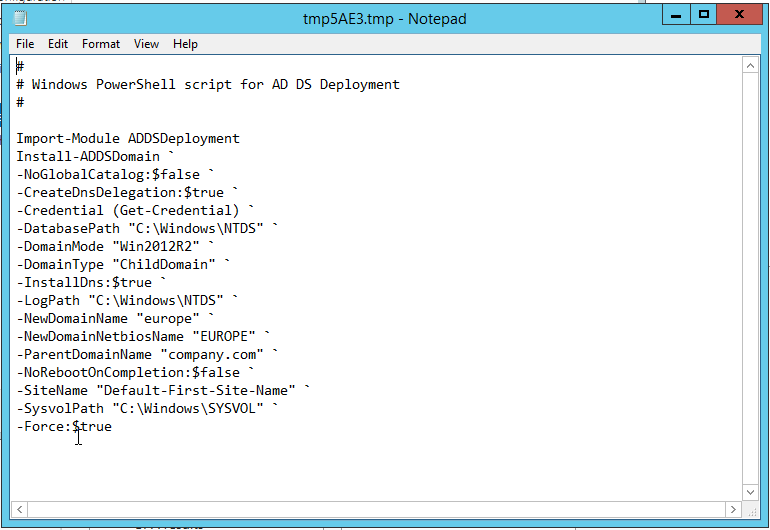 tmp5AE3.tmp - Notepad
File Edit Format View Help
#
# Windows PowerShell script for AD DS Deployment
#
Import-Module ADDSDeployment
Install-ADDSDomain `
-NoGlobalCatalog:$false `
-CreateDnsDelegation:$true `
-Credential (Get-Credential) `
-DatabasePath "C:\Windows\NTDS" `
-DomainMode "Win2012R2" `
-DomainType "ChildDomain" `
-InstallDns:$true `
-LogPath "C:\Windows\NTDS" `
-NewDomainName "europe" `
-NewDomainNetbiosName "EUROPE" `
-ParentDomainName "company.com" `
-NoRebootOnCompletion:$false `
-SiteName "Default-First-Site-Name" `
-SysvolPath "C:\Windows\SYSVOL" `
-Force:$true